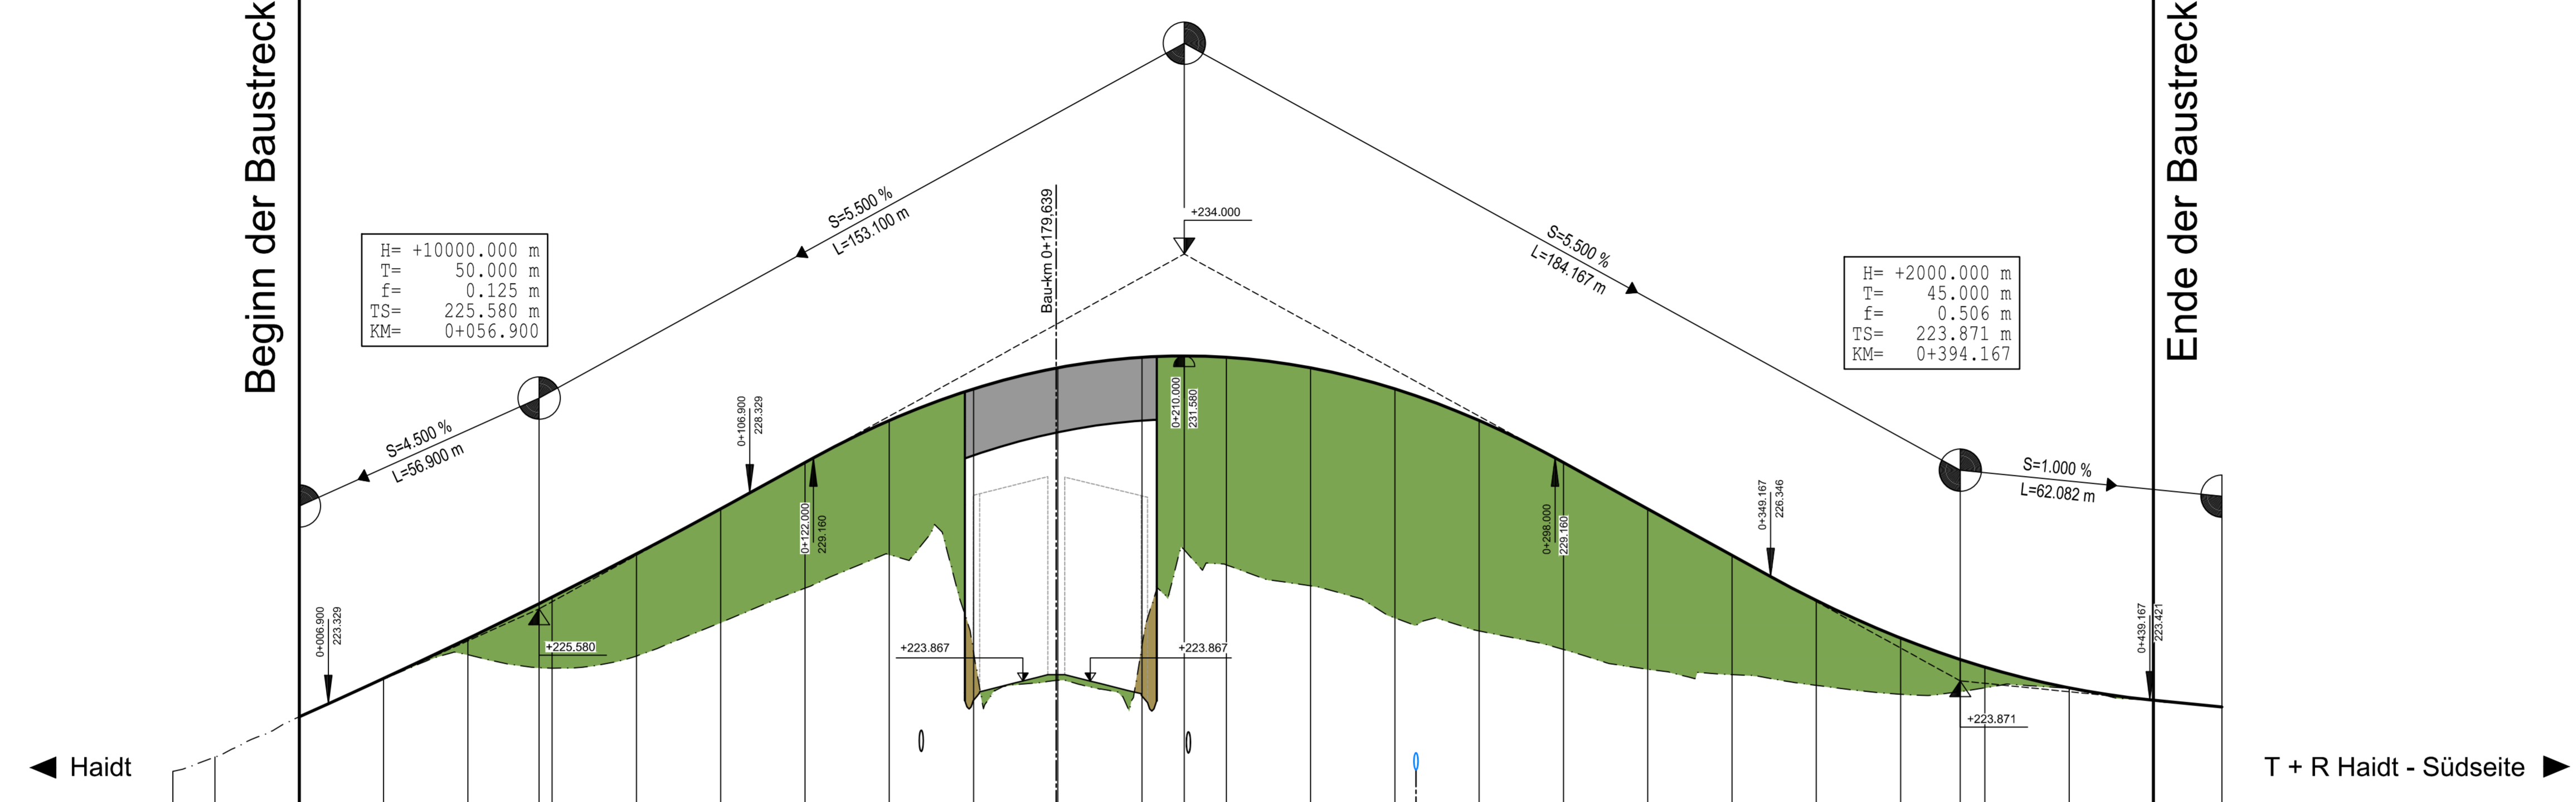 Beginn der Baustreck
H= +10000.000 m
T= 50.000 m
f= 0.125 m
TS= 225.580 m
KM= 0+056.900
S=4.500 %
L=56.900 m
S=5.500 %
L=153.100 m
Bau-km 0+179,639
+234.000
S=5.500 %
L=184.167 m
H= +2000.000 m
T= 45.000 m
f= 0.506 m
TS= 223.871 m
KM= 0+394.167
S=1.000 %
L=62.082 m
Ende der Baustreck
0+006.900
223.329
+225.580
0+106.900
228.329
0+122.000
229.160
+223.867
+223.867
0+210.000
231.580
0+298.000
229.160
0+349.167
226.346
+223.871
0+439.167
223.421
Haidt
T + R Haidt - Südseite